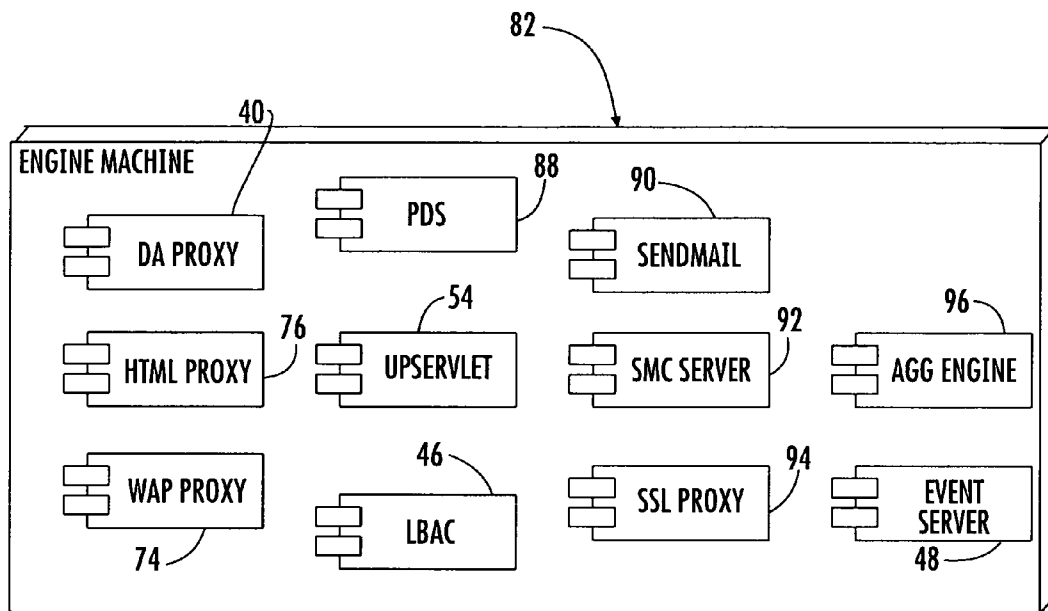 82
ENGINE MACHINE
40
DA PROXY
PDS
88
90
SENDMAIL
HTML PROXY
76
54
UPSERVLET
SMC SERVER
92
96
AGG ENGINE
WAP PROXY
74
46
LBAC
SSL PROXY
94
EVENT
SERVER
48